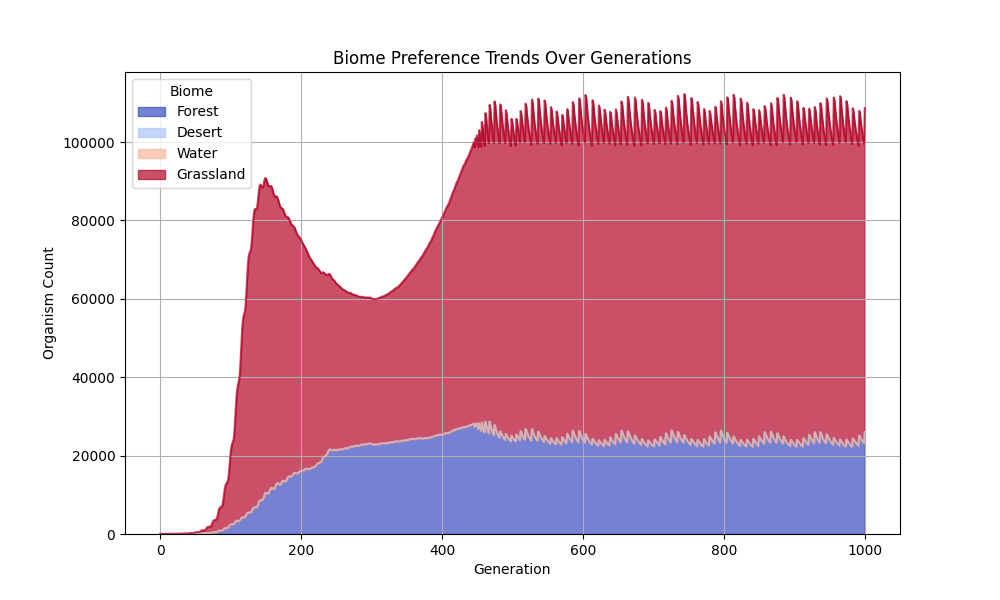 Biome Preference Trends Over Generations
Biome
Forest
Desert
Water
Grassland
Organism Count
100000
80000
60000
40000
20000
0
0 200 400 600 800 1000
Generation